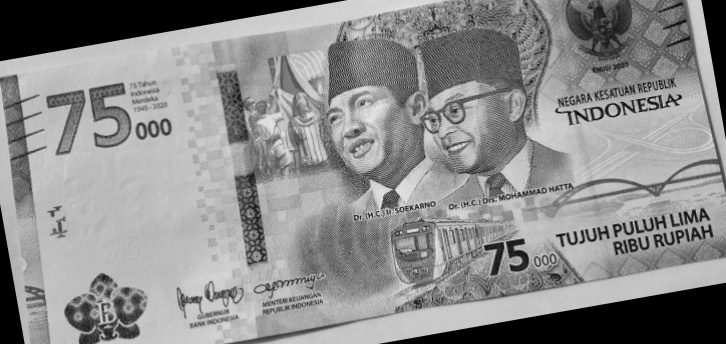 75 000
75 Tahun
Indonesia
Merdeka
1945 - 2020
EMISI 2020
NEGARA KESATUAN REPUBLIK
INDONESIA
Dr. (H.C.) Ir. SOEKARNO
Dr. (H.C.) Drs. MOHAMMAD HATTA
75 000
TUJUH PULUH LIMA
RIBU RUPIAH
GUBERNUR
BANK INDONESIA
MENTERI KEUANGAN
REPUBLIK INDONESIA